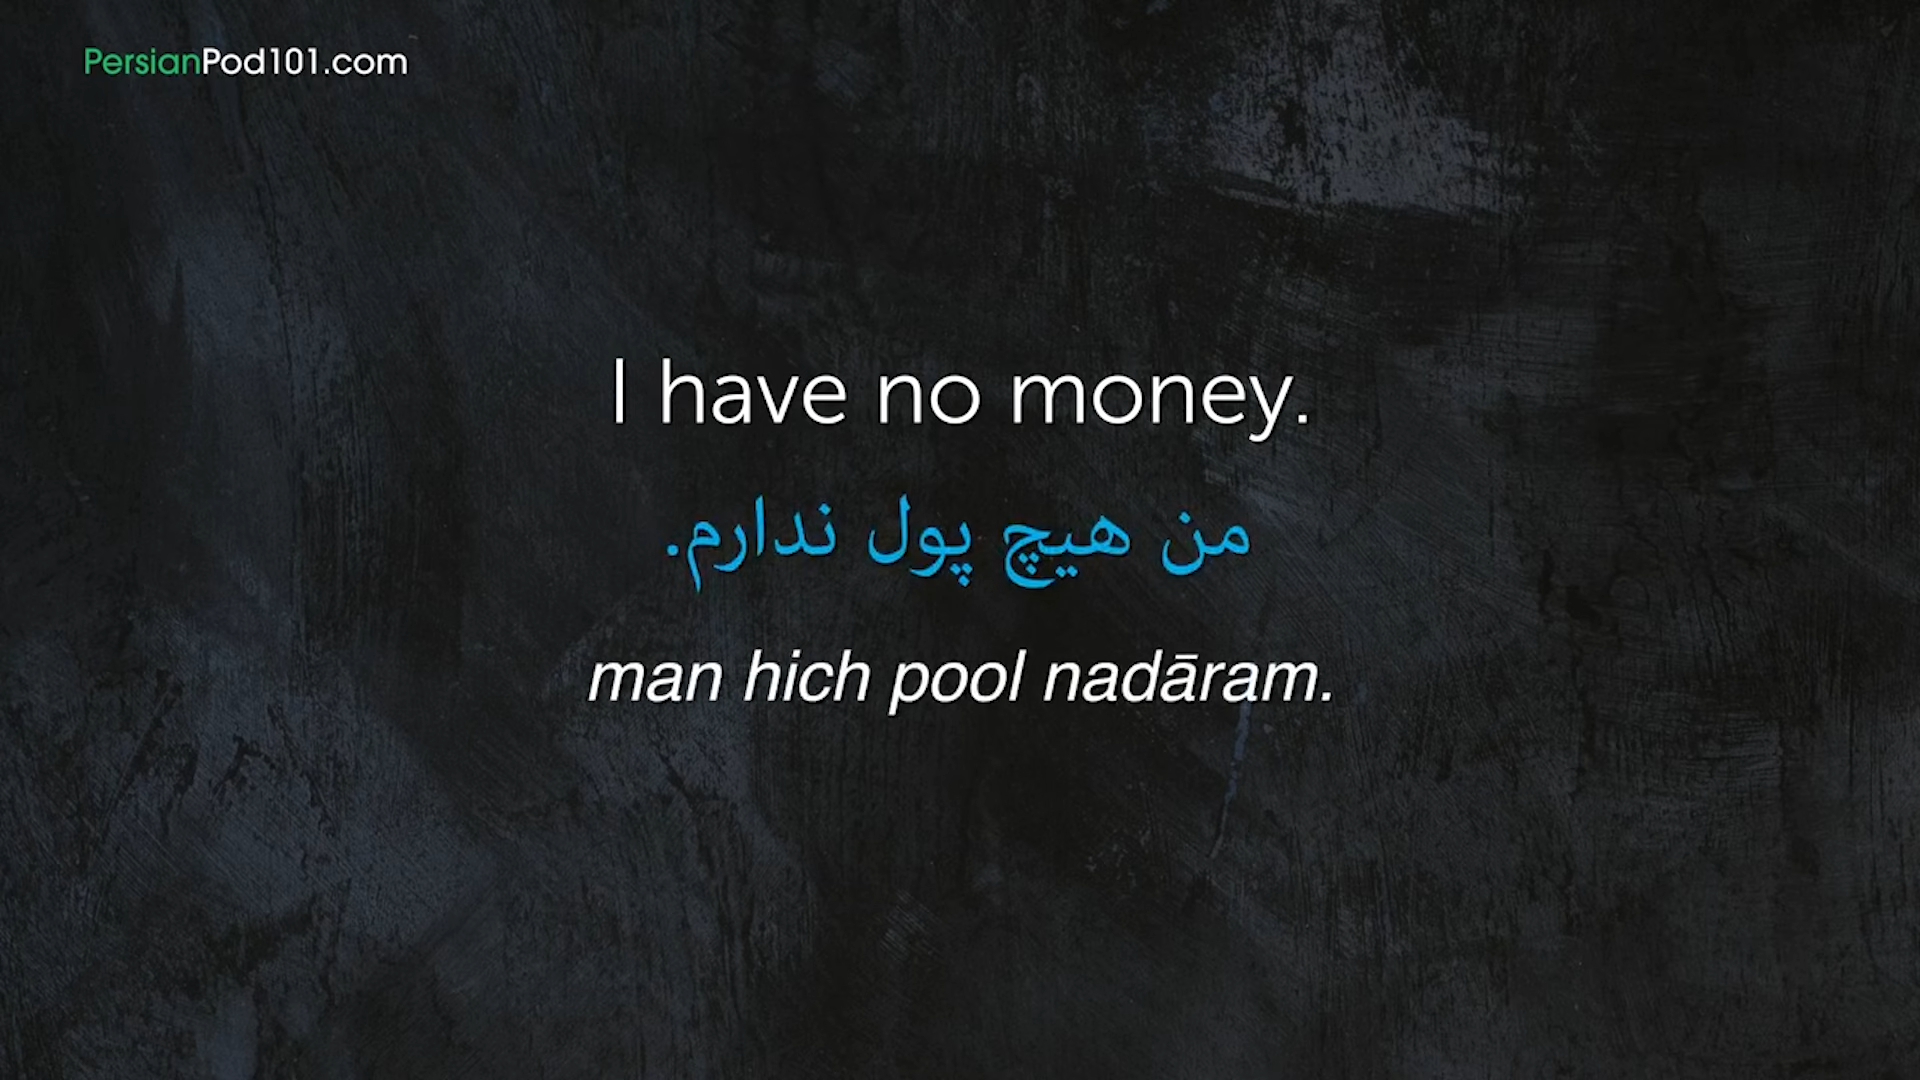 PersianPod101.com
I have no money.
من هیچ پول ندارم.
man hich pool nadāram.